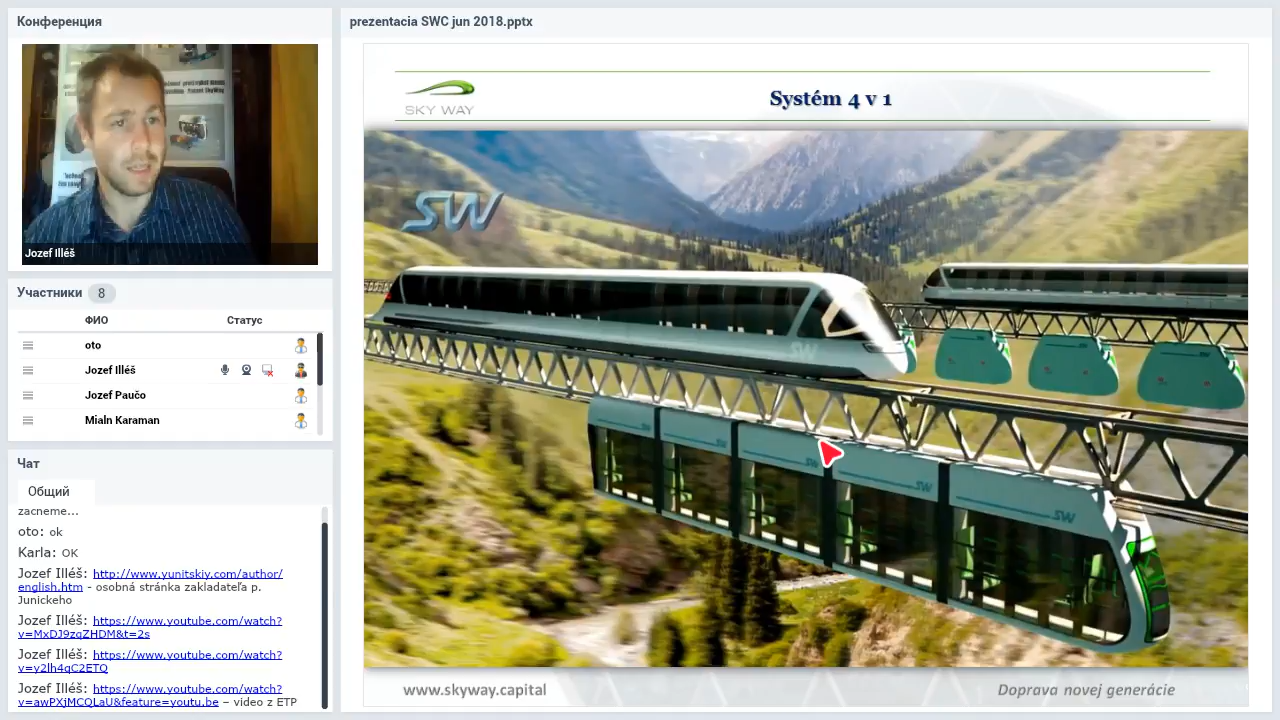 Конференция
Jozef Illéš
Участники 8
ФИО Статус
oto
Jozef Illéš
Jozef Paučo
Mialn Karaman
Чат
Общий
zacneme...
oto: ok
Karla: OK
Jozef Illéš: http://www.yunitskiy.com/author/
english.htm - osobná stránka zakladateľa p.
Junickeho
Jozef Illéš: https://www.youtube.com/watch?
v=MxDJ9zqZHDM&t=2s
Jozef Illéš: https://www.youtube.com/watch?
v=y2lh4qC2ETQ
Jozef Illéš: https://www.youtube.com/watch?
v=awPXjMCQLaU&feature=youtu.be – video z ETP
prezentacia SWC jun 2018.pptx
SKY WAY
Systém 4 v 1
SW
SW
SW
SW
SW
www.skyway.capital
Doprava novej generácie